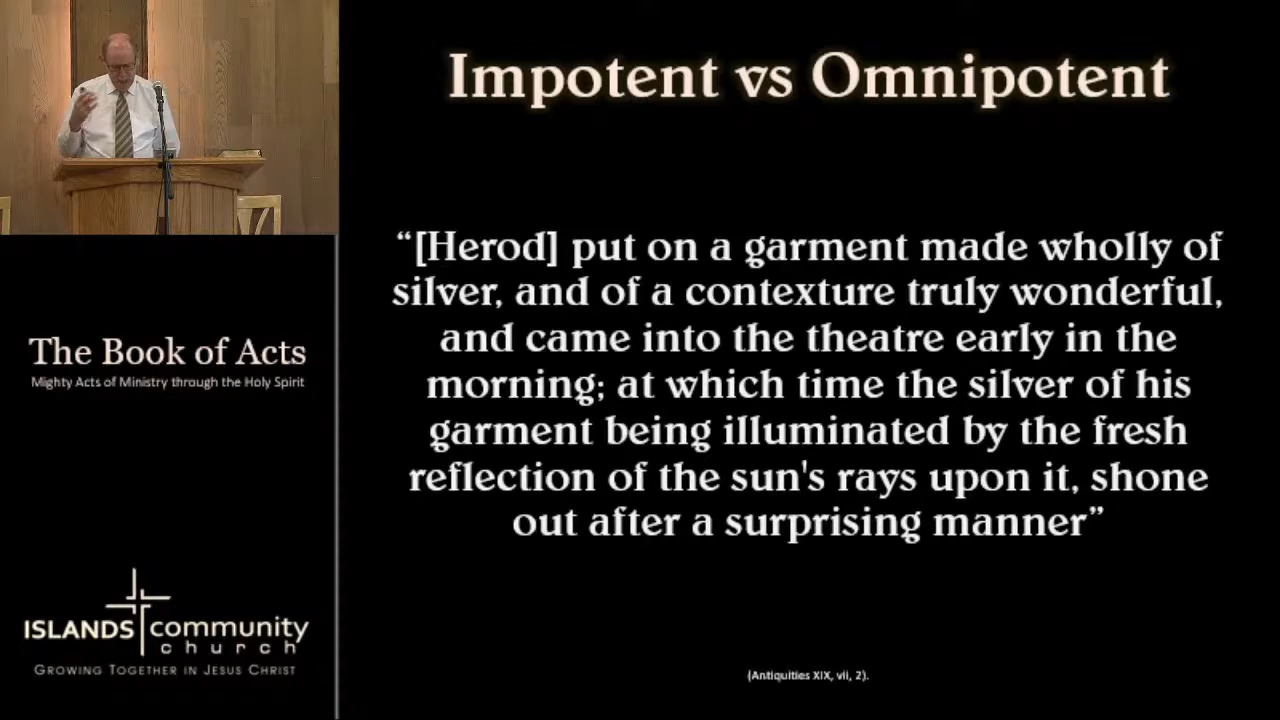 Impotent vs Omnipotent
“[Herod] put on a garment made wholly of
silver, and of a contexture truly wonderful,
and came into the theatre early in the
morning; at which time the silver of his
garment being illuminated by the fresh
reflection of the sun's rays upon it, shone
out after a surprising manner”
(Antiquities XIX, vii, 2).
The Book of Acts
Mighty Acts of Ministry through the Holy Spirit
ISLANDS community
church
Growing Together in Jesus Christ